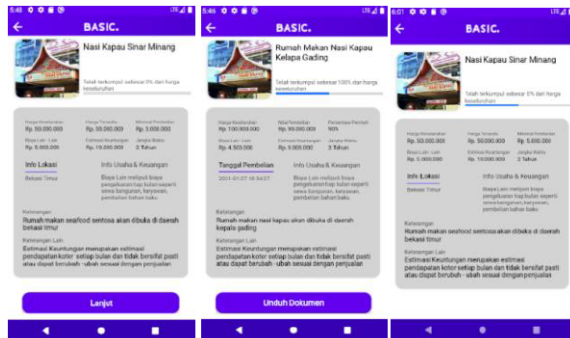 5:48
LTE
BASIC.
Nasi Kapau Sinar Minang
Telah terkumpul sebesar 0% dari harga
keseluruhan
Harga Keseluruhan
Harga Tersedia
Minimal Pembelian
Rp. 50.000.000
Rp. 50.000.000
Rp. 5.000.000
Biaya Lain - Lain
Estimasi Keuntungan
Jangka Waktu
Rp. 5.000.000
Rp. 10.000.000
2 Tahun
Info Lokasi
Info Usaha & Keuangan
Bekasi Timur
Biaya Lain meliputi biaya
pengeluaran tiap bulan seperti
sewa bangunan, karyawan,
pembelian bahan baku.
Keterangan
Rumah makan seafood sentosa akan dibuka di daerah
bekasi timur
Keterangan Lain
Estimasi Keuntungan merupakan estimasi
pendapatan kotor setiap bulan dan tidak bersifat pasti
atau dapat berubah - ubah sesuai dengan penjualan
Lanjut
5:46
LTE
BASIC.
Rumah Makan Nasi Kapau
Kelapa Gading
Telah terkumpul sebesar 100% dari harga
keseluruhan
Harga Keseluruhan
Nilai Pembelian
Persentase Pemilik
Rp. 100.000.000
Rp. 90.000.000
90%
Biaya Lain - Lain
Estimasi Keuntungan
Jangka Waktu
Rp. 4.500.000
Rp. 9.000.000
2 Tahun
Tanggal Pembelian
Info Usaha & Keuangan
Biaya Lain meliputi biaya
pengeluaran tiap bulan seperti
sewa bangunan, karyawan,
pembelian bahan baku.
Keterangan
Rumah makan nasi kapau akan dibuka di daerah
kepala gading
Keterangan Lain
Estimasi Keuntungan merupakan estimasi
pendapatan kotor setiap bulan dan tidak bersifat pasti
atau dapat berubah - ubah sesuai dengan penjualan
Unduh Dokumen
6:01
LTE
BASIC.
Nasi Kapau Sinar Minang
Telah terkumpul sebesar 0% dari harga
keseluruhan
Harga Keseluruhan
Harga Tersedia
Minimal Pembelian
Rp. 50.000.000
Rp. 50.000.000
Rp. 5.000.000
Biaya Lain - Lain
Estimasi Keuntungan
Jangka Waktu
Rp. 5.000.000
Rp. 10.000.000
2 Tahun
Info Lokasi
Info Usaha & Keuangan
Bekasi Timur
Biaya Lain meliputi biaya
pengeluaran tiap bulan seperti
sewa bangunan, karyawan,
pembelian bahan baku.
Keterangan
Rumah makan seafood sentosa akan dibuka di daerah
bekasi timur
Keterangan Lain
Estimasi Keuntungan merupakan estimasi
pendapatan kotor setiap bulan dan tidak bersifat pasti
atau dapat berubah - ubah sesuai dengan penjualan